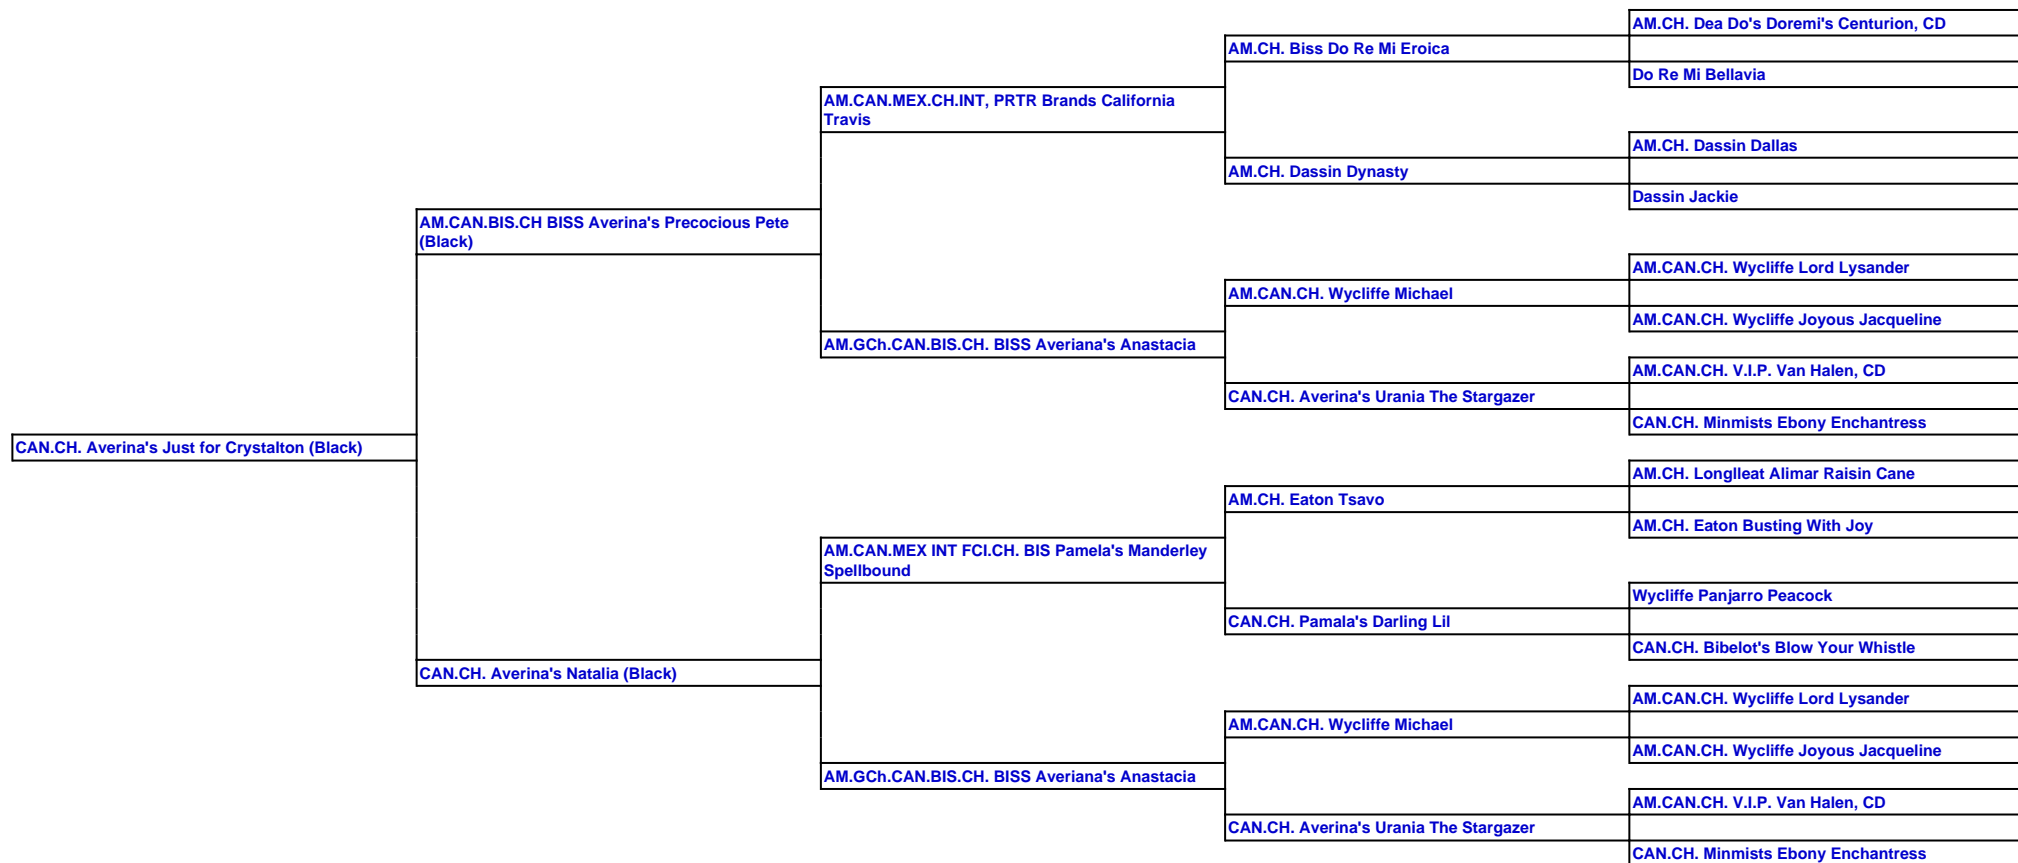 AM.CH. Dea Do's Doremi's Centurion, CD
AM.CH. Biss Do Re Mi Eroica
Do Re Mi Bellavia
AM.CAN.MEX.CH.INT, PRTR Brands California
Travis
AM.CH. Dassin Dallas
AM.CH. Dassin Dynasty
Dassin Jackie
AM.CAN.BIS.CH BISS Averina's Precocious Pete
(Black)
AM.CAN.CH. Wycliffe Lord Lysander
AM.CAN.CH. Wycliffe Michael
AM.CAN.CH. Wycliffe Joyous Jacqueline
AM.GCh.CAN.BIS.CH. BISS Averiana's Anastacia
AM.CAN.CH. V.I.P. Van Halen, CD
CAN.CH. Averina's Urania The Stargazer
CAN.CH. Minmists Ebony Enchantress
CAN.CH. Averina's Just for Crystalton (Black)
AM.CH. Longlleat Alimar Raisin Cane
AM.CH. Eaton Tsavo
AM.CH. Eaton Busting With Joy
AM.CAN.MEX INT FCI.CH. BIS Pamela's Manderley
Spellbound
Wycliffe Panjarro Peacock
CAN.CH. Pamala's Darling Lil
CAN.CH. Bibelot's Blow Your Whistle
CAN.CH. Averina's Natalia (Black)
AM.CAN.CH. Wycliffe Lord Lysander
AM.CAN.CH. Wycliffe Michael
AM.CAN.CH. Wycliffe Joyous Jacqueline
AM.GCh.CAN.BIS.CH. BISS Averiana's Anastacia
AM.CAN.CH. V.I.P. Van Halen, CD
CAN.CH. Averina's Urania The Stargazer
CAN.CH. Minmists Ebony Enchantress